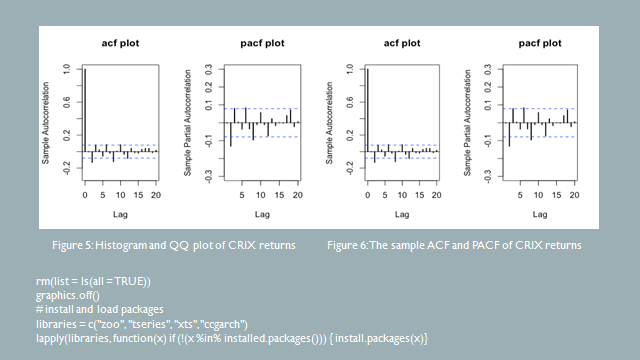 acf plot
pacf plot
acf plot
pacf plot
Sample Autocorrelation
-0.2 0.2 0.6 1.0
0 5 10 15 20
Lag
Sample Partial Autocorrelation
-0.3 -0.1 0.1 0.3
5 10 15 20
Lag
Sample Autocorrelation
-0.2 0.2 0.6 1.0
0 5 10 15 20
Lag
Sample Partial Autocorrelation
-0.3 -0.1 0.1 0.3
5 10 15 20
Lag
Figure 5: Histogram and QQ plot of CRIX returns
Figure 6: The sample ACF and PACF of CRIX returns
rm(list = ls(all = TRUE))
graphics.off()
# install and load packages
libraries = c("zoo", "tseries", "xts", "ccgarch")
lapply(libraries, function(x) if (!(x %in% installed.packages())) { install.packages(x)}